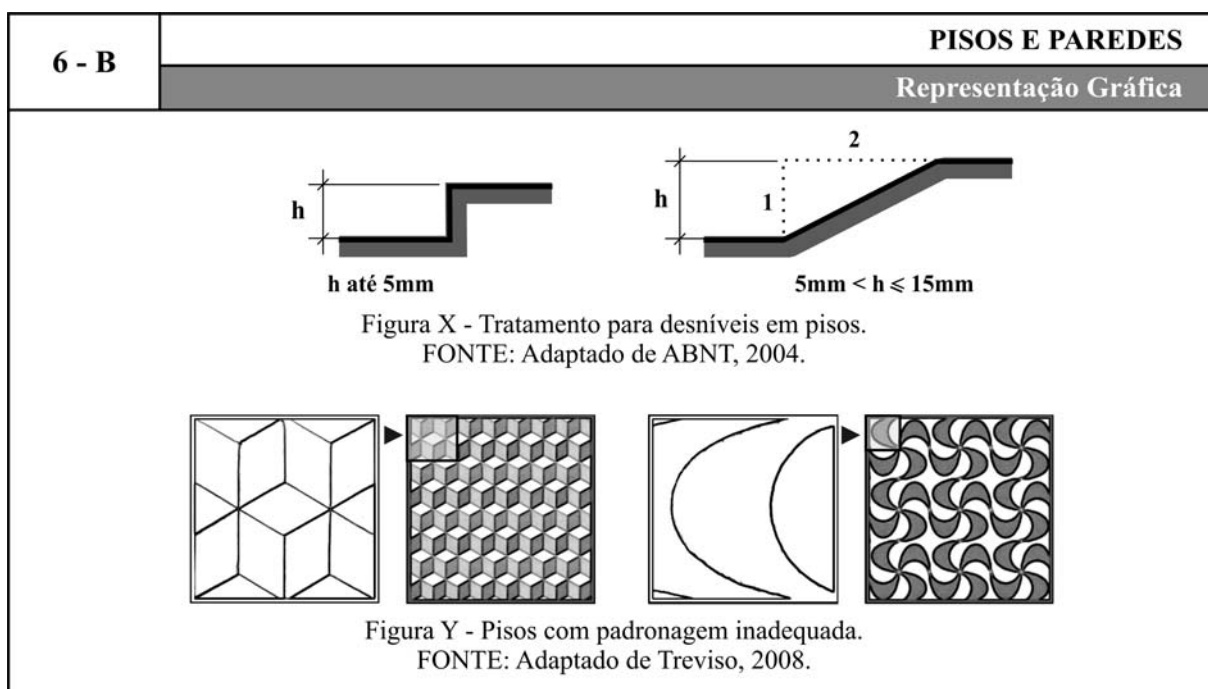 6 - B
PISOS E PAREDES
Representação Gráfica
h
h até 5mm
2
h
1
5mm < h ⩽ 15mm
Figura X - Tratamento para desníveis em pisos.
FONTE: Adaptado de ABNT, 2004.
Figura Y - Pisos com padronagem inadequada.
FONTE: Adaptado de Treviso, 2008.